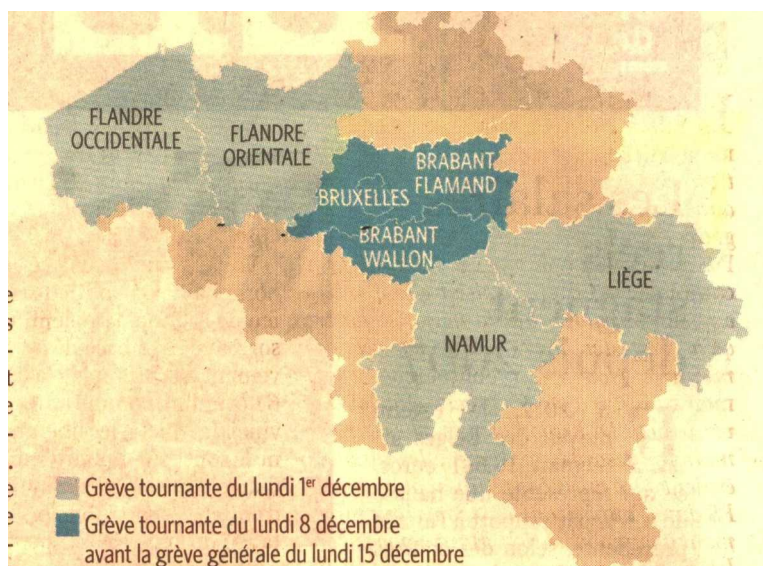 FLANDRE
OCCIDENTALE
FLANDRE
ORIENTALE
BRABANT
FLAMAND
BRUXELLES
BRABANT
WALLON
LIÈGE
NAMUR
Grève tournante du lundi 1er décembre
Grève tournante du lundi 8 décembre
avant la grève générale du lundi 15 décembre